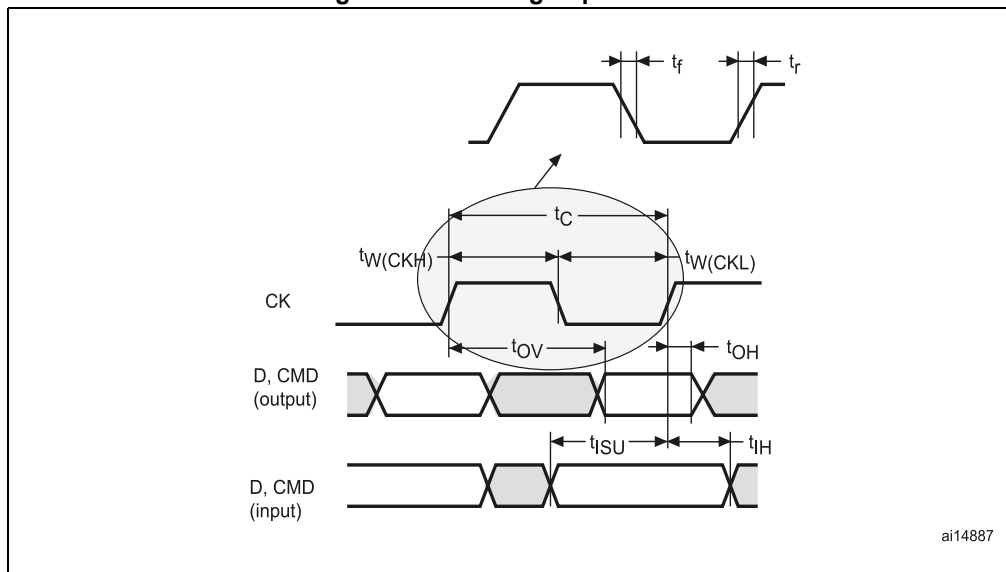 tf
tr
tC
tW(CKH)
tW(CKL)
CK
tOV
tOH
D, CMD
(output)
tISU
tIH
D, CMD
(input)
ai14887